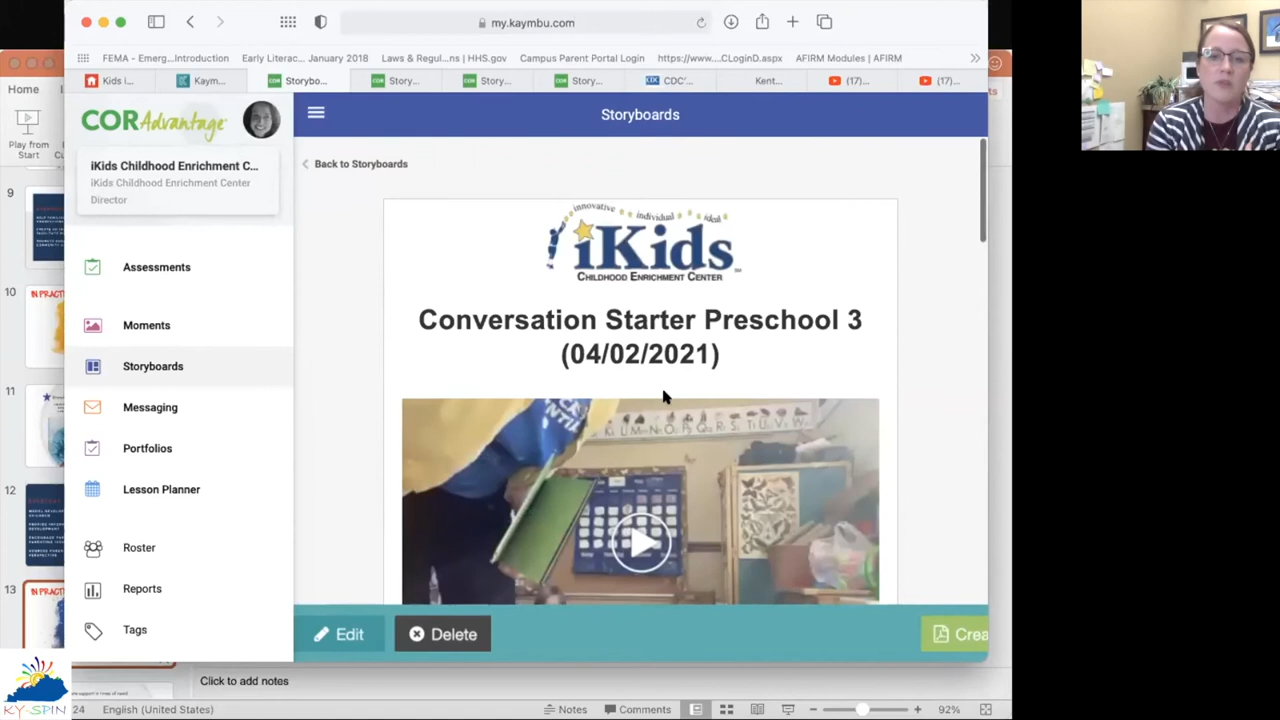 my.kaymbu.com
FEMA - Emerg...Introduction
Early Literac... January 2018
Laws & Regul...ns | HHS.gov
Campus Parent Portal Login
https://www....CLoginD.aspx
AFIRM Modules | AFIRM
Kids i
Kaym...
Storybo...
Story...
Story...
Story...
CDC'...
Kent...
(17)...
(17)...
Home
Play from
Start
COR Advantage
iKids Childhood Enrichment C...
iKids Childhood Enrichment Center
Director
Assessments
Moments
Storyboards
Messaging
Portfolios
Lesson Planner
Roster
Reports
Tags
Storyboards
Back to Storyboards
innovative individual ideal
iKids
CHILDHOOD ENRICHMENT CENTER
Conversation Starter Preschool 3
(04/02/2021)
Edit
Delete
Crea
9
10
IN PRACTI
11
12
13
IN PRACTI
KY-SPIN
Click to add notes
24
English (United States)
Notes
Comments
92%